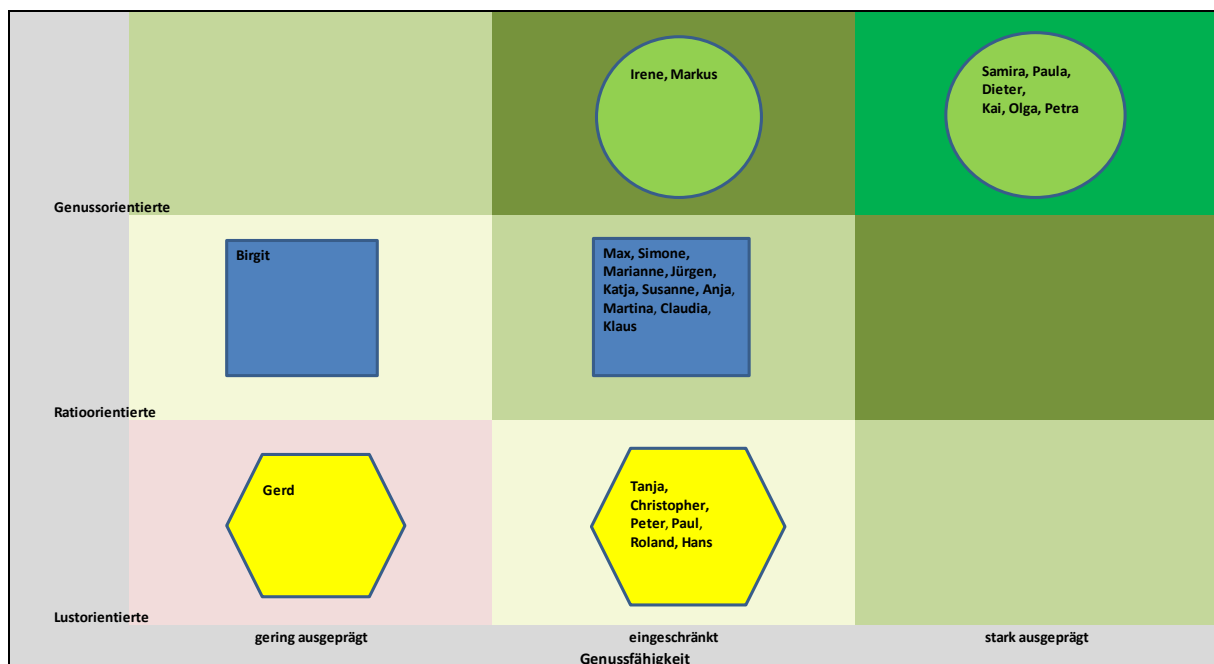 Irene, Markus
Samira, Paula,
Dieter,
Kai, Olga, Petra
Genussorientierte
Birgit
Max, Simone,
Marianne, Jürgen,
Katja, Susanne, Anja,
Martina, Claudia,
Klaus
Ratioorientierte
Gerd
Tanja,
Christopher,
Peter, Paul,
Roland, Hans
Lustorientierte
gering ausgeprägt
eingeschränkt
stark ausgeprägt
Genussfähigkeit